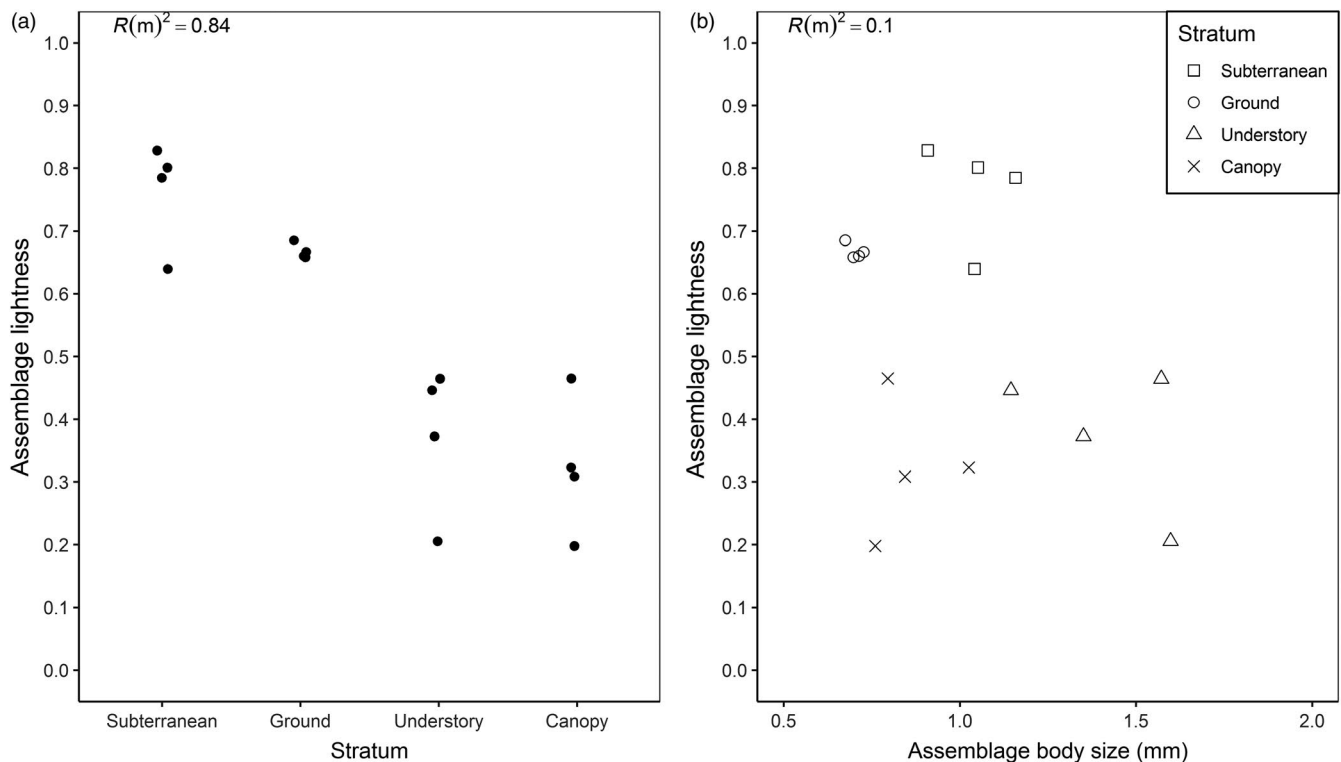 (a)
R(m)² = 0.84
1.0
0.9
0.8
0.7
0.6
0.5
0.4
0.3
0.2
0.1
0.0
Assemblage lightness
Subterranean Ground Understory Canopy
Stratum
(b)
R(m)² = 0.1
Stratum
Subterranean
Ground
Understory
Canopy
1.0
0.9
0.8
0.7
0.6
0.5
0.4
0.3
0.2
0.1
0.0
Assemblage lightness
0.5 1.0 1.5 2.0
Assemblage body size (mm)